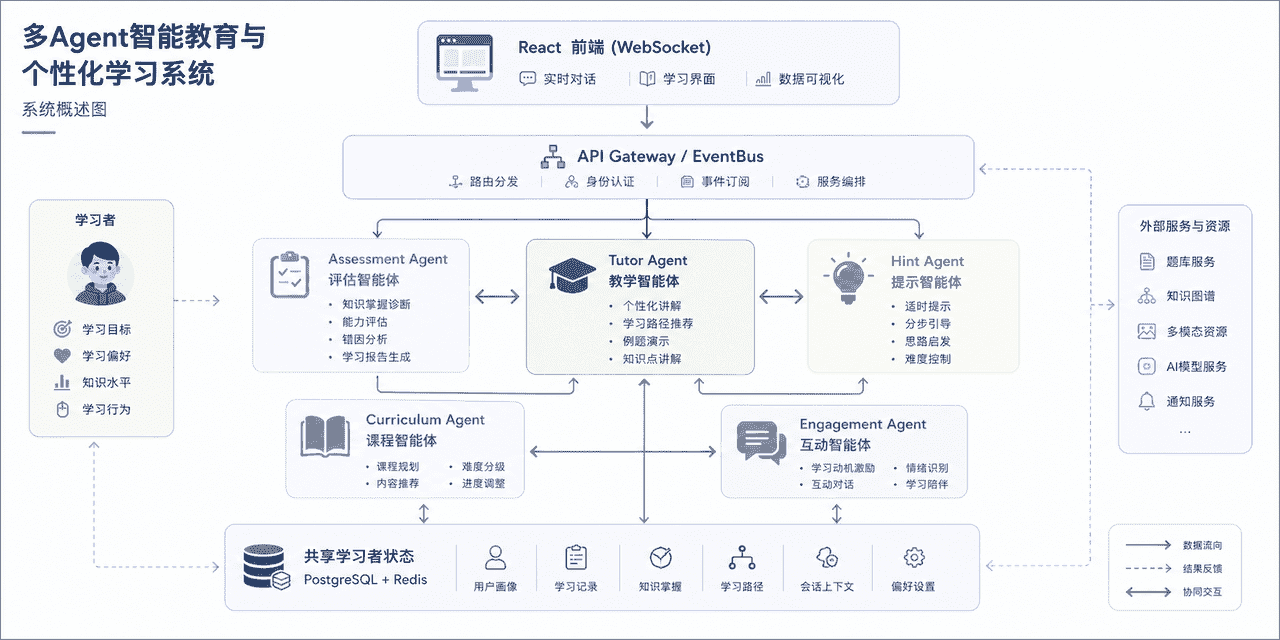 多Agent智能教育与
个性化学习系统
系统概述图
React 前端 (WebSocket)
实时对话
学习界面
数据可视化
API Gateway / EventBus
路由分发
身份认证
事件订阅
服务编排
学习者
学习目标
学习偏好
知识水平
学习行为
Assessment Agent
评估智能体
• 知识掌握诊断
• 能力评估
• 错因分析
• 学习报告生成
Tutor Agent
教学智能体
• 个性化讲解
• 学习路径推荐
• 例题演示
• 知识点讲解
Hint Agent
提示智能体
• 适时提示
• 分步引导
• 思路启发
• 难度控制
外部服务与资源
题库服务
知识图谱
多模态资源
AI模型服务
通知服务
...
Curriculum Agent
课程智能体
• 课程规划
• 难度分级
• 内容推荐
• 进度调整
Engagement Agent
互动智能体
• 学习动机激励
• 情绪识别
• 互动对话
• 学习陪伴
共享学习者状态
PostgreSQL + Redis
用户画像
学习记录
知识掌握
学习路径
会话上下文
偏好设置
数据流向
结果反馈
协同交互